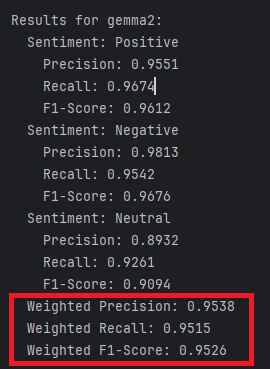 Results for gemma2:
Sentiment: Positive
Precision: 0.9551
Recall: 0.9674
F1-Score: 0.9612
Sentiment: Negative
Precision: 0.9813
Recall: 0.9542
F1-Score: 0.9676
Sentiment: Neutral
Precision: 0.8932
Recall: 0.9261
F1-Score: 0.9094
Weighted Precision: 0.9538
Weighted Recall: 0.9515
Weighted F1-Score: 0.9526